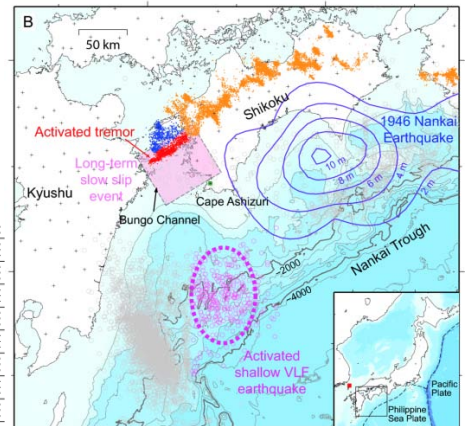 B
50 km
Shikoku
1946 Nankai
Earthquake
Activated tremor
Long-term
slow slip
event
10 m
8 m
6 m
4 m
2 m
Kyushu
Cape Ashizuri
Bungo Channel
Nankai Trough
-2000
-4000
Activated
shallow VLF
earthquake
Pacific
Plate
Philippine
Sea Plate